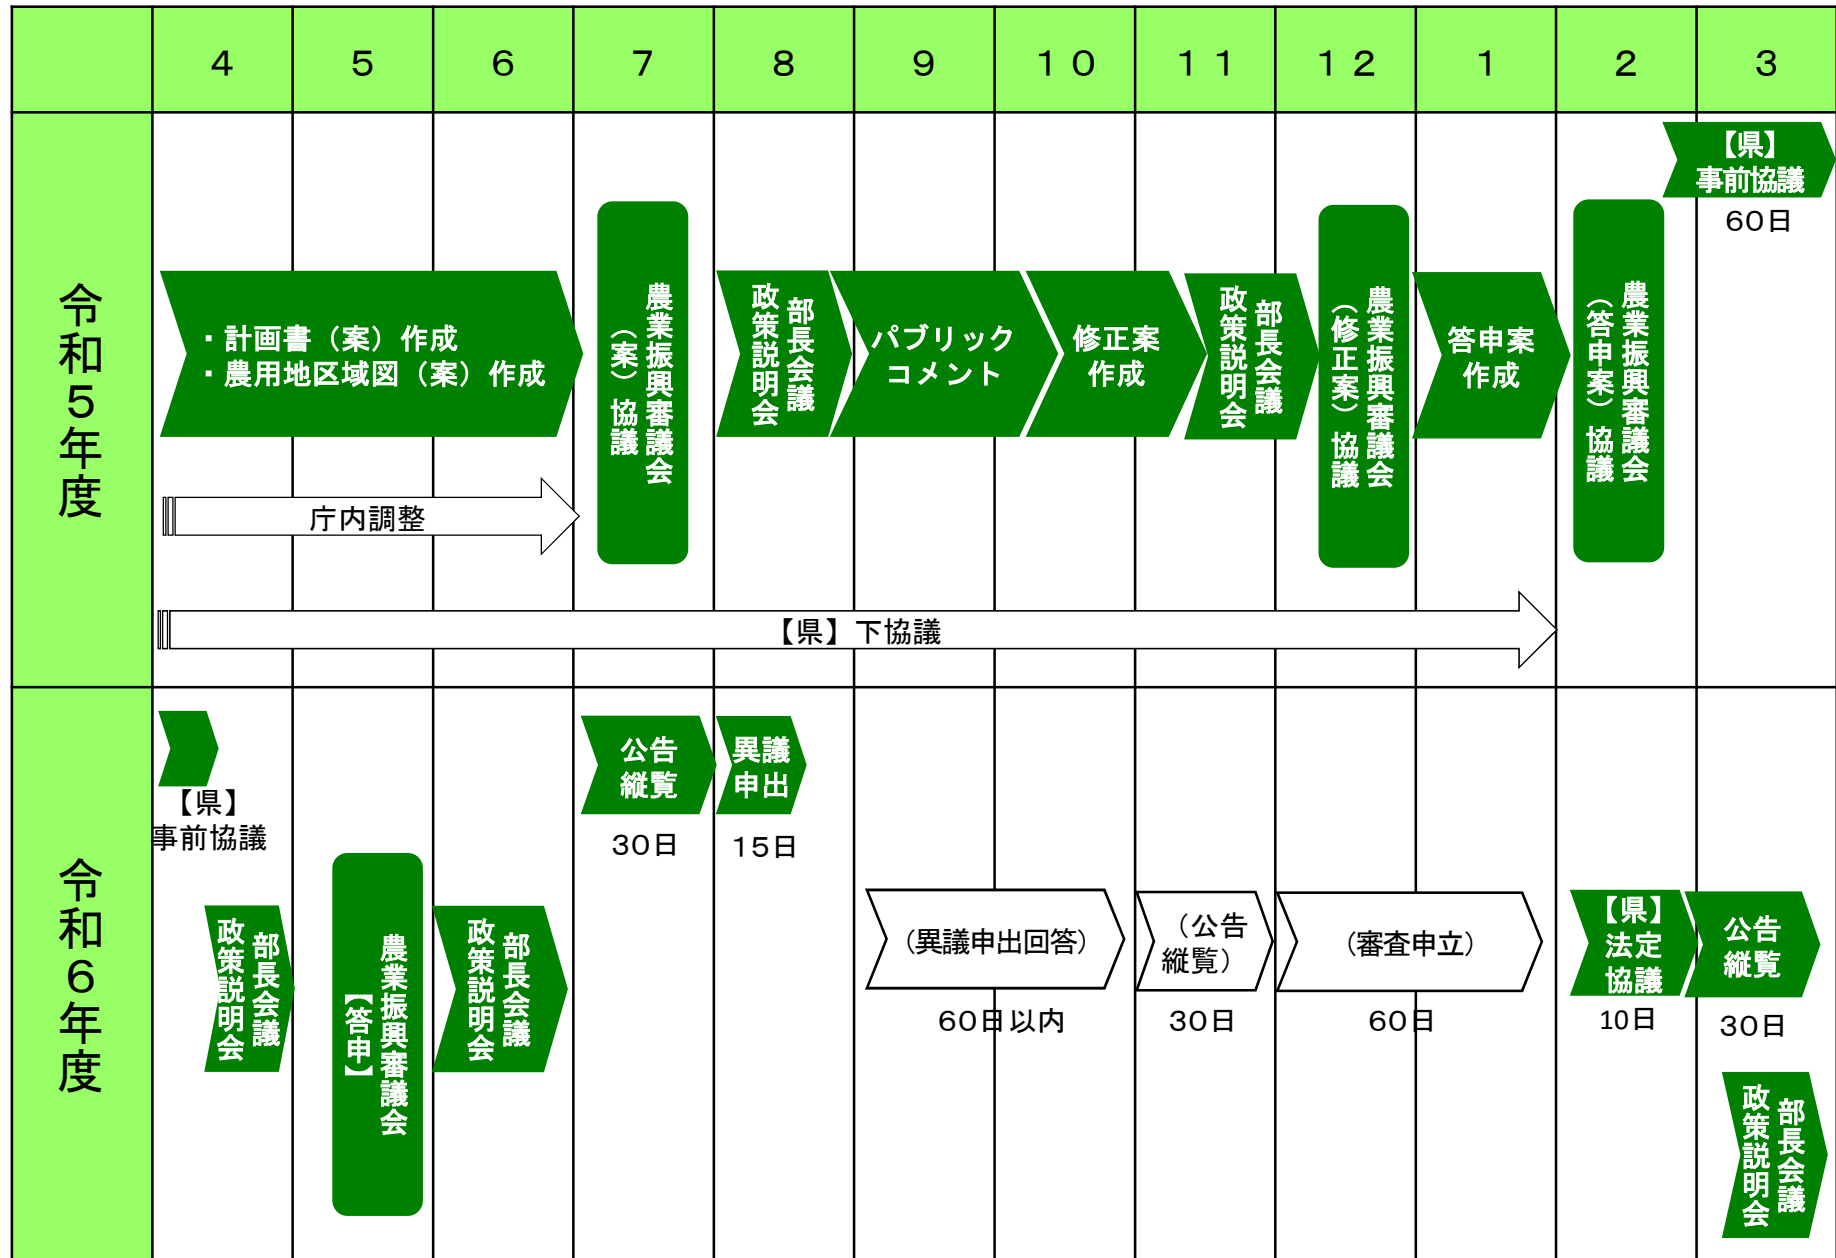 4 5 6 7 8 9 10 11 12 1 2 3
令和5年度
・計画書（案）作成
・農用地区域図（案）作成
庁内調整
【県】下協議
農業振興審議会
（案）協議
部長会議
政策説明会
パブリック
コメント
修正案
作成
部長会議
政策説明会
農業振興審議会
（修正案）協議
答申案
作成
農業振興審議会
（答申案）協議
【県】
事前協議
60日
令和6年度
【県】
事前協議
部長会議
政策説明会
農業振興審議会
【答申】
部長会議
政策説明会
公告
縦覧
30日
異議
申出
15日
（異議申出回答）
60日以内
（公告
縦覧）
30日
（審査申立）
60日
【県】
法定
協議
10日
公告
縦覧
30日
部長会議
政策説明会